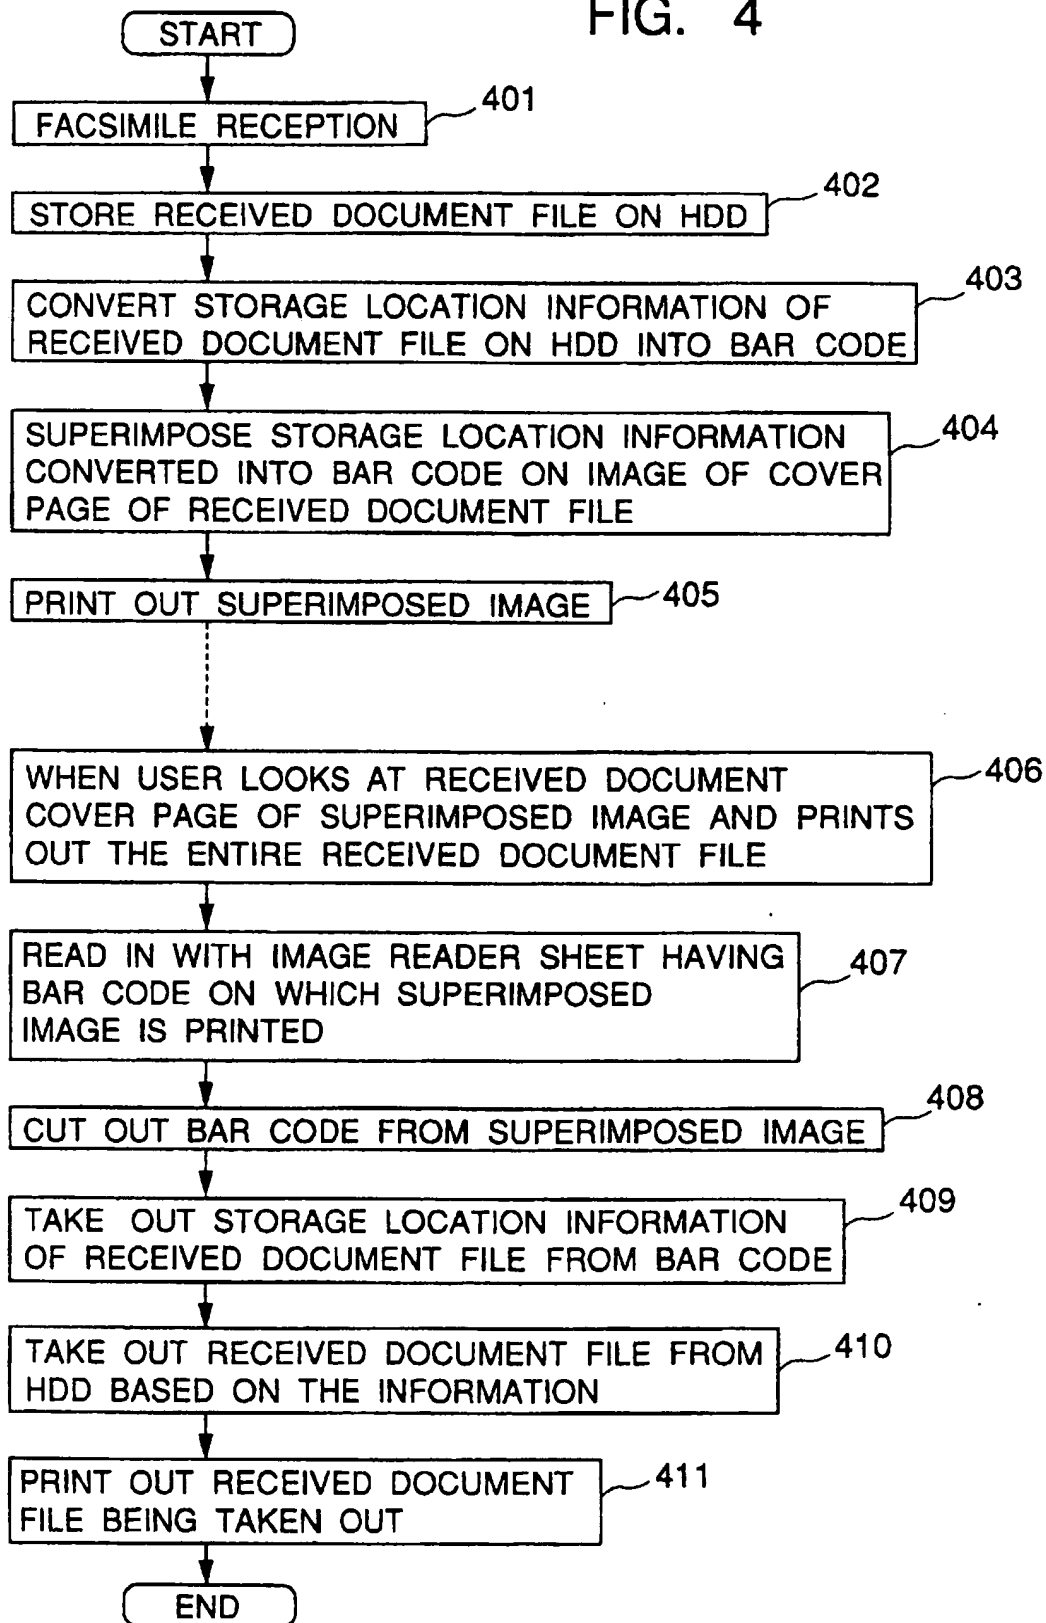 FIG. 4
START
FACSIMILE RECEPTION
401
STORE RECEIVED DOCUMENT FILE ON HDD
402
CONVERT STORAGE LOCATION INFORMATION OF
RECEIVED DOCUMENT FILE ON HDD INTO BAR CODE
403
SUPERIMPOSE STORAGE LOCATION INFORMATION
CONVERTED INTO BAR CODE ON IMAGE OF COVER
PAGE OF RECEIVED DOCUMENT FILE
404
PRINT OUT SUPERIMPOSED IMAGE
405
WHEN USER LOOKS AT RECEIVED DOCUMENT
COVER PAGE OF SUPERIMPOSED IMAGE AND PRINTS
OUT THE ENTIRE RECEIVED DOCUMENT FILE
406
READ IN WITH IMAGE READER SHEET HAVING
BAR CODE ON WHICH SUPERIMPOSED
IMAGE IS PRINTED
407
CUT OUT BAR CODE FROM SUPERIMPOSED IMAGE
408
TAKE OUT STORAGE LOCATION INFORMATION
OF RECEIVED DOCUMENT FILE FROM BAR CODE
409
TAKE OUT RECEIVED DOCUMENT FILE FROM
HDD BASED ON THE INFORMATION
410
PRINT OUT RECEIVED DOCUMENT
FILE BEING TAKEN OUT
411
END